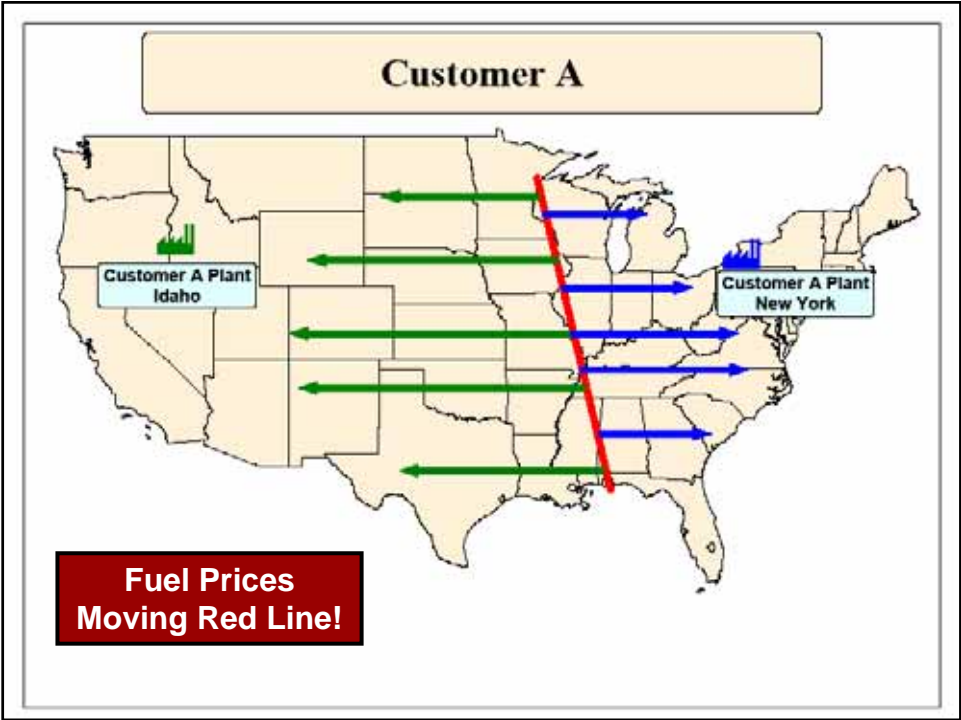 Customer A
Customer A Plant
Idaho
Customer A Plant
New York
Fuel Prices
Moving Red Line!